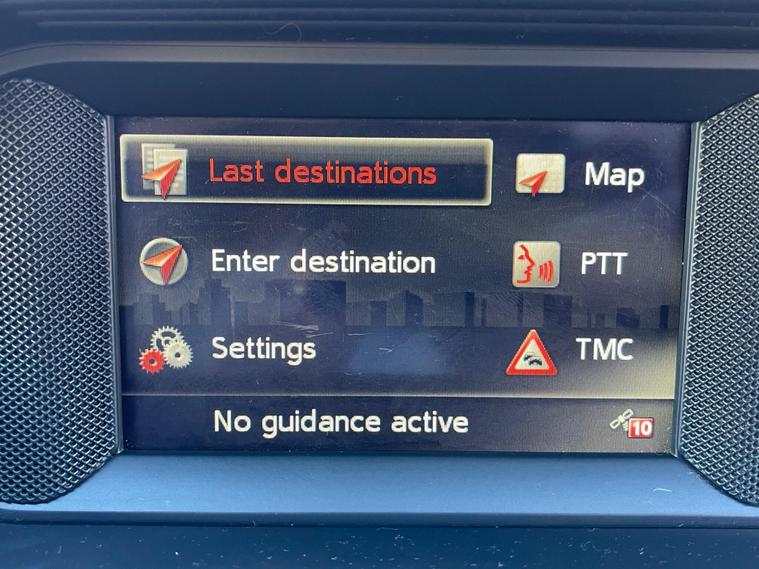 Last destinations
Map
Enter destination
PTT
Settings
TMC
No guidance active
10